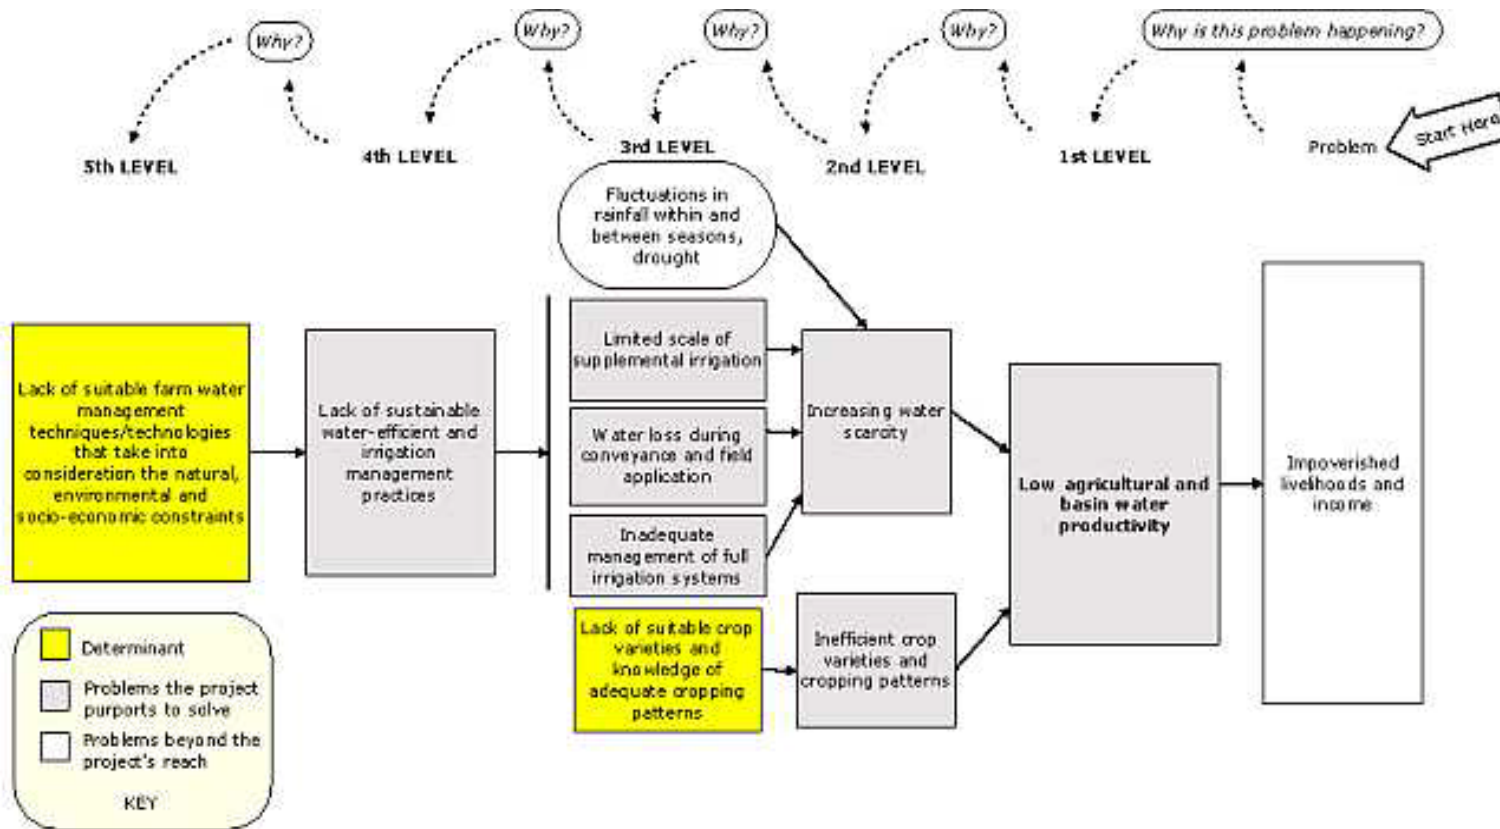 Why?
Why?
Why?
Why?
Why is this problem happening?
Start Here
5th LEVEL
4th LEVEL
3rd LEVEL
2nd LEVEL
1st LEVEL
Problem
Fluctuations in
rainfall within and
between seasons,
drought
Lack of suitable farm water
management
techniques/technologies
that take into
consideration the natural,
environmental and
socio-economic constraints
Lack of sustainable
water-efficient and
irrigation
management
practices
Limited scale of
supplemental irrigation
Water loss during
conveyance and field
application
Inadequate
management of full
irrigation systems
Lack of suitable crop
varieties and
knowledge of
adequate cropping
patterns
Increasing water
scarcity
Inefficient crop
varieties and
cropping patterns
Low agricultural and
basin water
productivity
Impoverished
livelihoods and
income
Determinant
Problems the project
purports to solve
Problems beyond the
project's reach
KEY